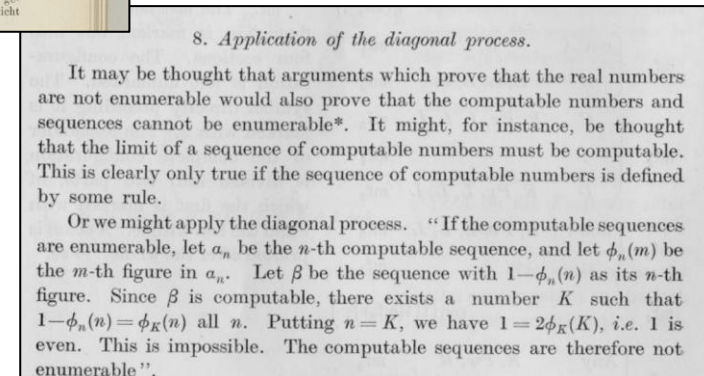 icht
8. Application of the diagonal process.
It may be thought that arguments which prove that the real numbers
are not enumerable would also prove that the computable numbers and
sequences cannot be enumerable*. It might, for instance, be thought
that the limit of a sequence of computable numbers must be computable.
This is clearly only true if the sequence of computable numbers is defined
by some rule.
Or we might apply the diagonal process. “If the computable sequences
are enumerable, let aₙ be the n-th computable sequence, and let ϕₙ(m) be
the m-th figure in aₙ. Let β be the sequence with 1–ϕₙ(n) as its n-th
figure. Since β is computable, there exists a number K such that
1–ϕₙ(n) = ϕ_K(n) all n. Putting n = K, we have 1 = 2ϕ_K(K), i.e. 1 is
even. This is impossible. The computable sequences are therefore not
enumerable”.